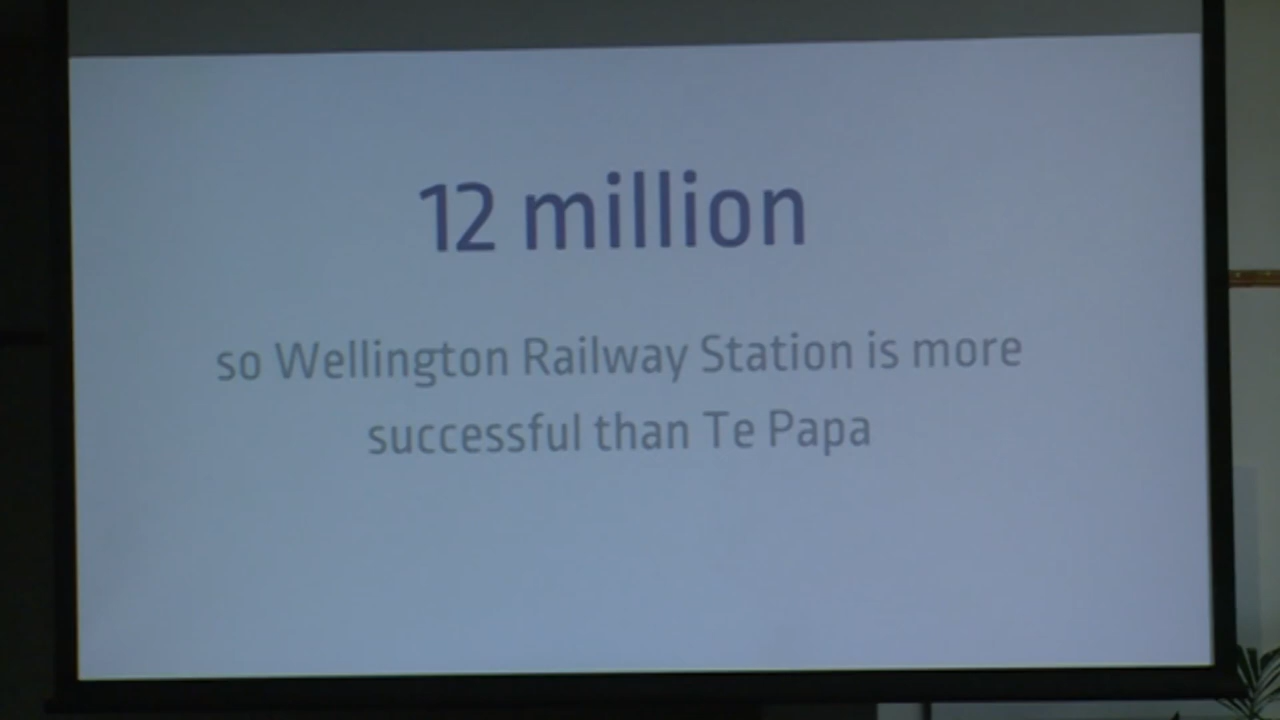 12 million
so Wellington Railway Station is more
successful than Te Papa